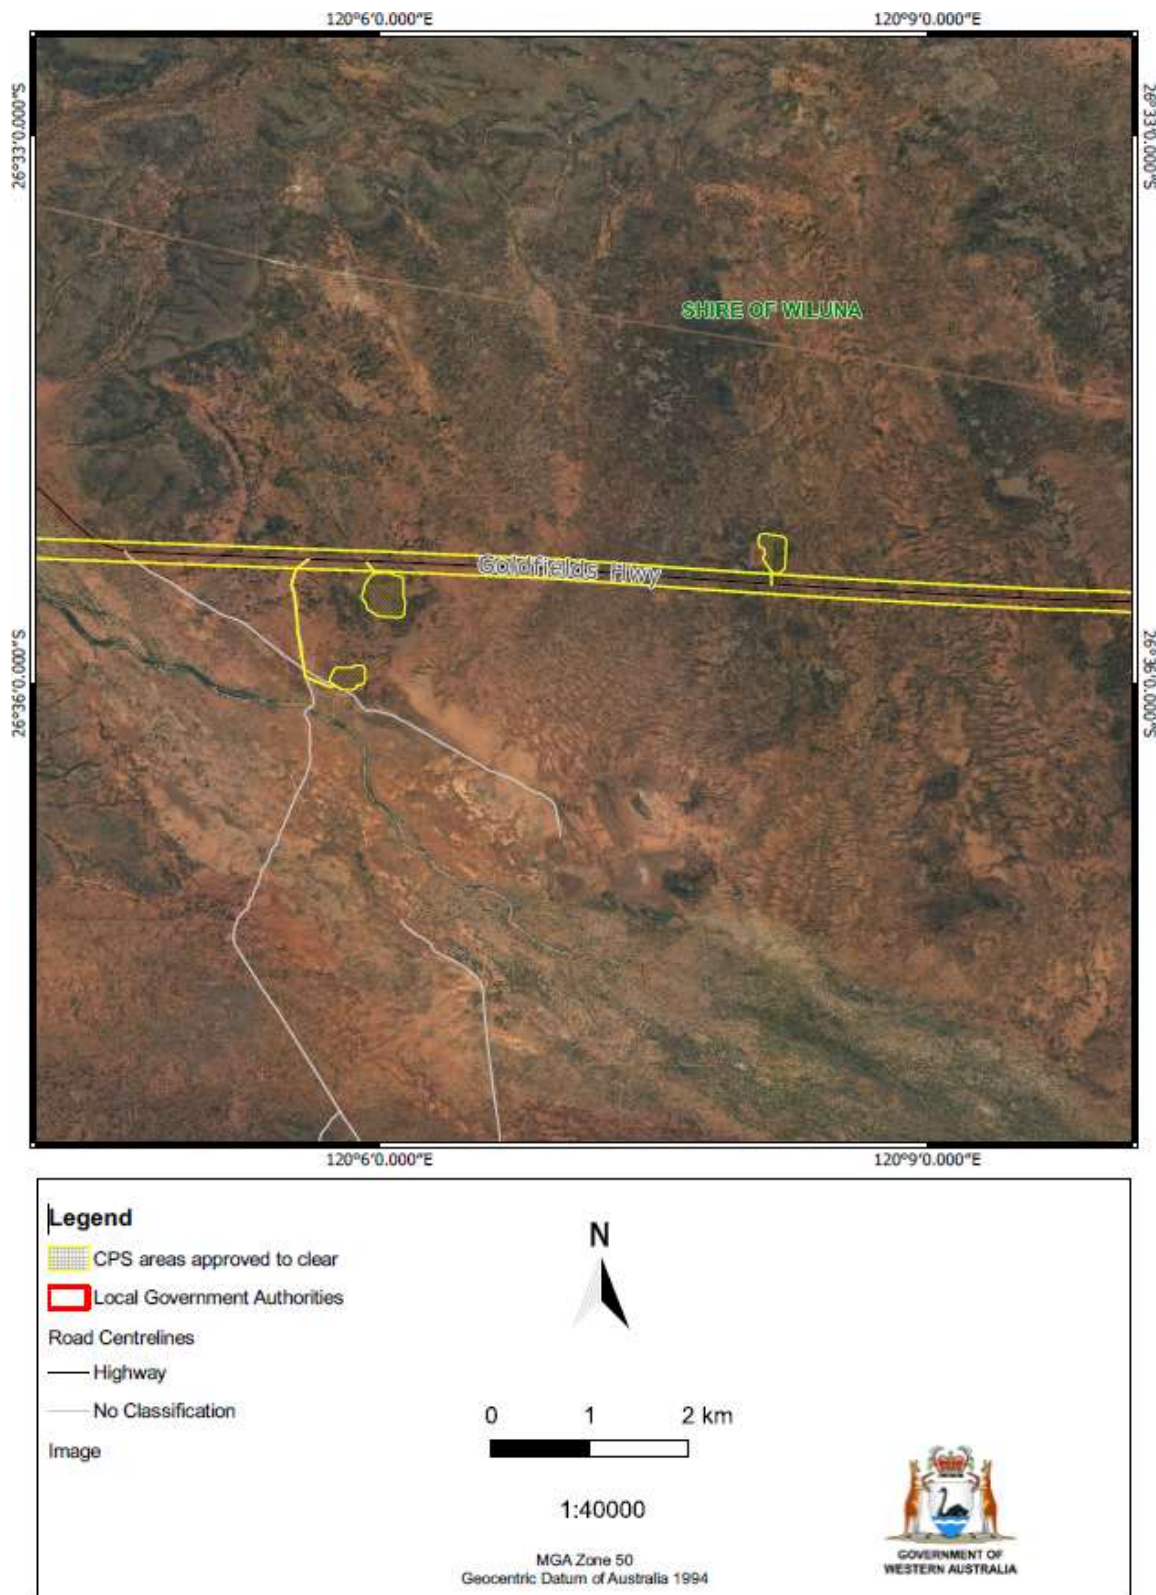 120°6'0.000"E
120°9'0.000"E
26°33'0.000"S
26°33'0.000"S
SHIRE OF WILUNA
Goldfields Hwy
26°36'0.000"S
26°36'0.000"S
120°6'0.000"E
120°9'0.000"E
Legend
CPS areas approved to clear
Local Government Authorities
Road Centrelines
Highway
No Classification
Image
N
0 1 2 km
1:40000
MGA Zone 50
Geocentric Datum of Australia 1994
GOVERNMENT OF
WESTERN AUSTRALIA